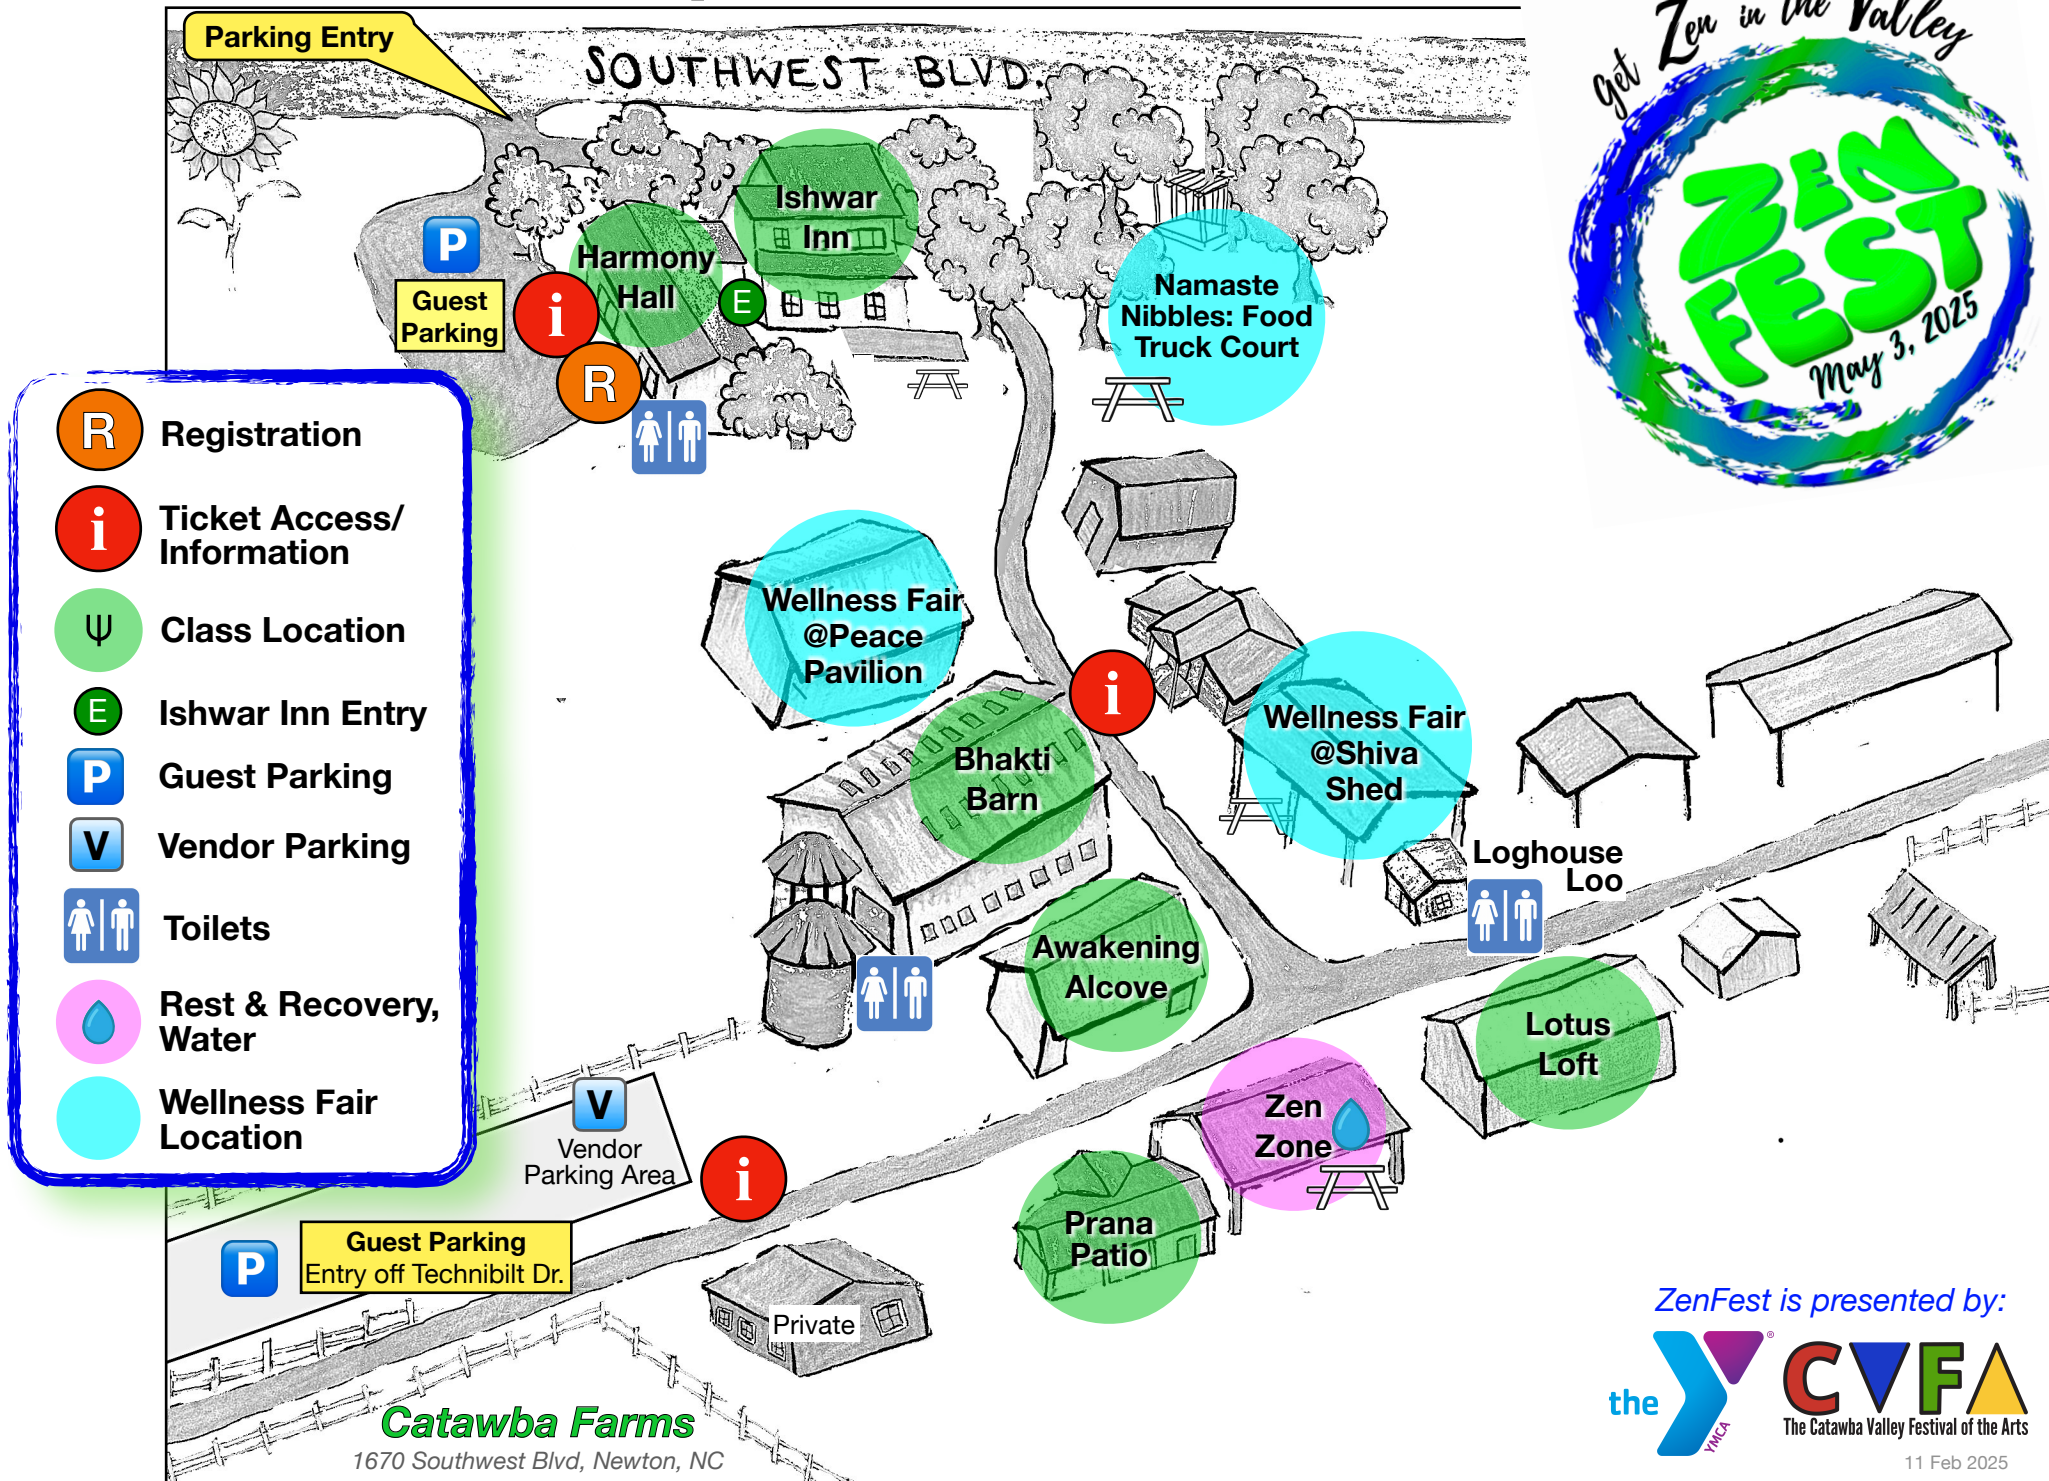 Parking Entry
SOUTHWEST BLVD.
get Zen in the Valley
ZEN
FEST
May 3, 2025
Ishwar
Inn
Harmony
Hall
E
P
Guest
Parking
i
R
Namaste
Nibbles: Food
Truck Court
R
Registration
i
Ticket Access/
Information
Ψ
Class Location
E
Ishwar Inn Entry
P
Guest Parking
V
Vendor Parking
Toilets
Rest & Recovery,
Water
Wellness Fair
Location
Wellness Fair
@Peace
Pavilion
i
Wellness Fair
@Shiva
Shed
Bhakti
Barn
Loghouse
Loo
Awakening
Alcove
Lotus
Loft
Zen
Zone
Prana
Patio
V
Vendor
Parking Area
i
P
Guest Parking
Entry off Technibilt Dr.
Private
Catawba Farms
1670 Southwest Blvd, Newton, NC
ZenFest is presented by:
the
YMCA
®
CVFA
The Catawba Valley Festival of the Arts
11 Feb 2025